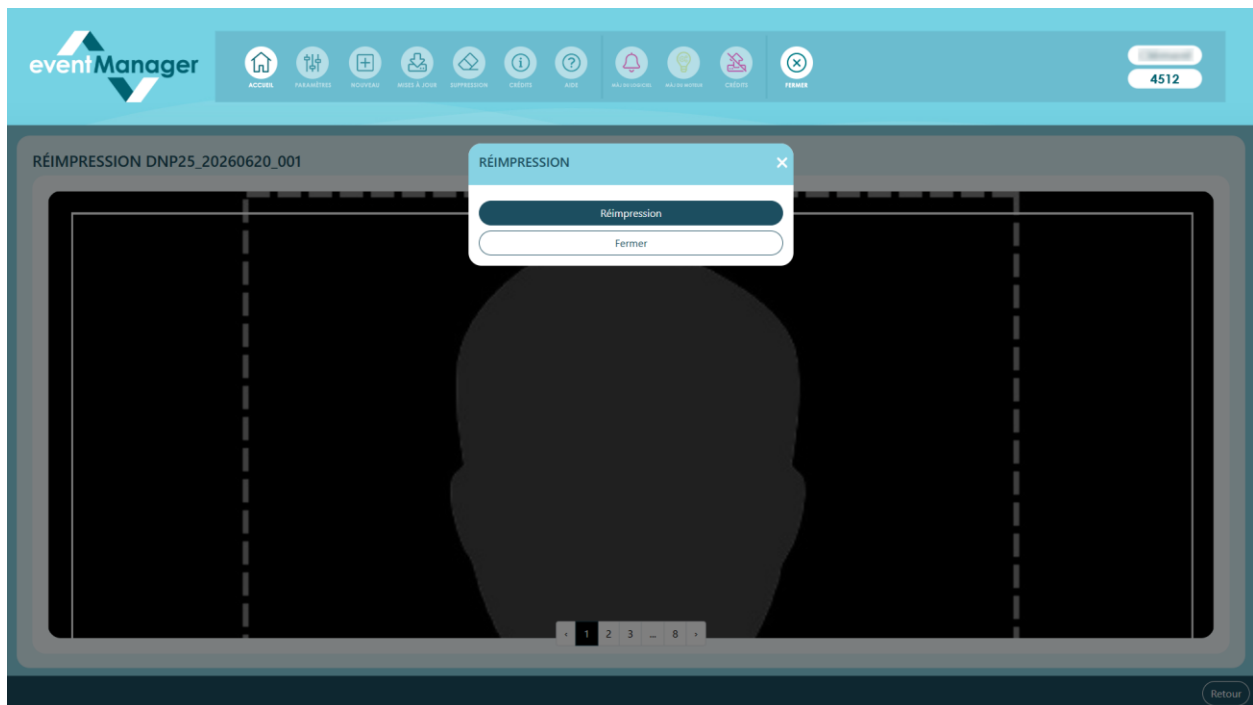 eventManager
ACCUEIL
PARAMÈTRES
NOUVEAU
MISES À JOUR
SUPPRESSION
CRÉDITS
AIDE
CRÉDITS
FERMER
4512
RÉIMPRESSION DNP25_20260620_001
RÉIMPRESSION
Réimpression
Fermer
‹ 1 2 3 ... 8 ›
Retour